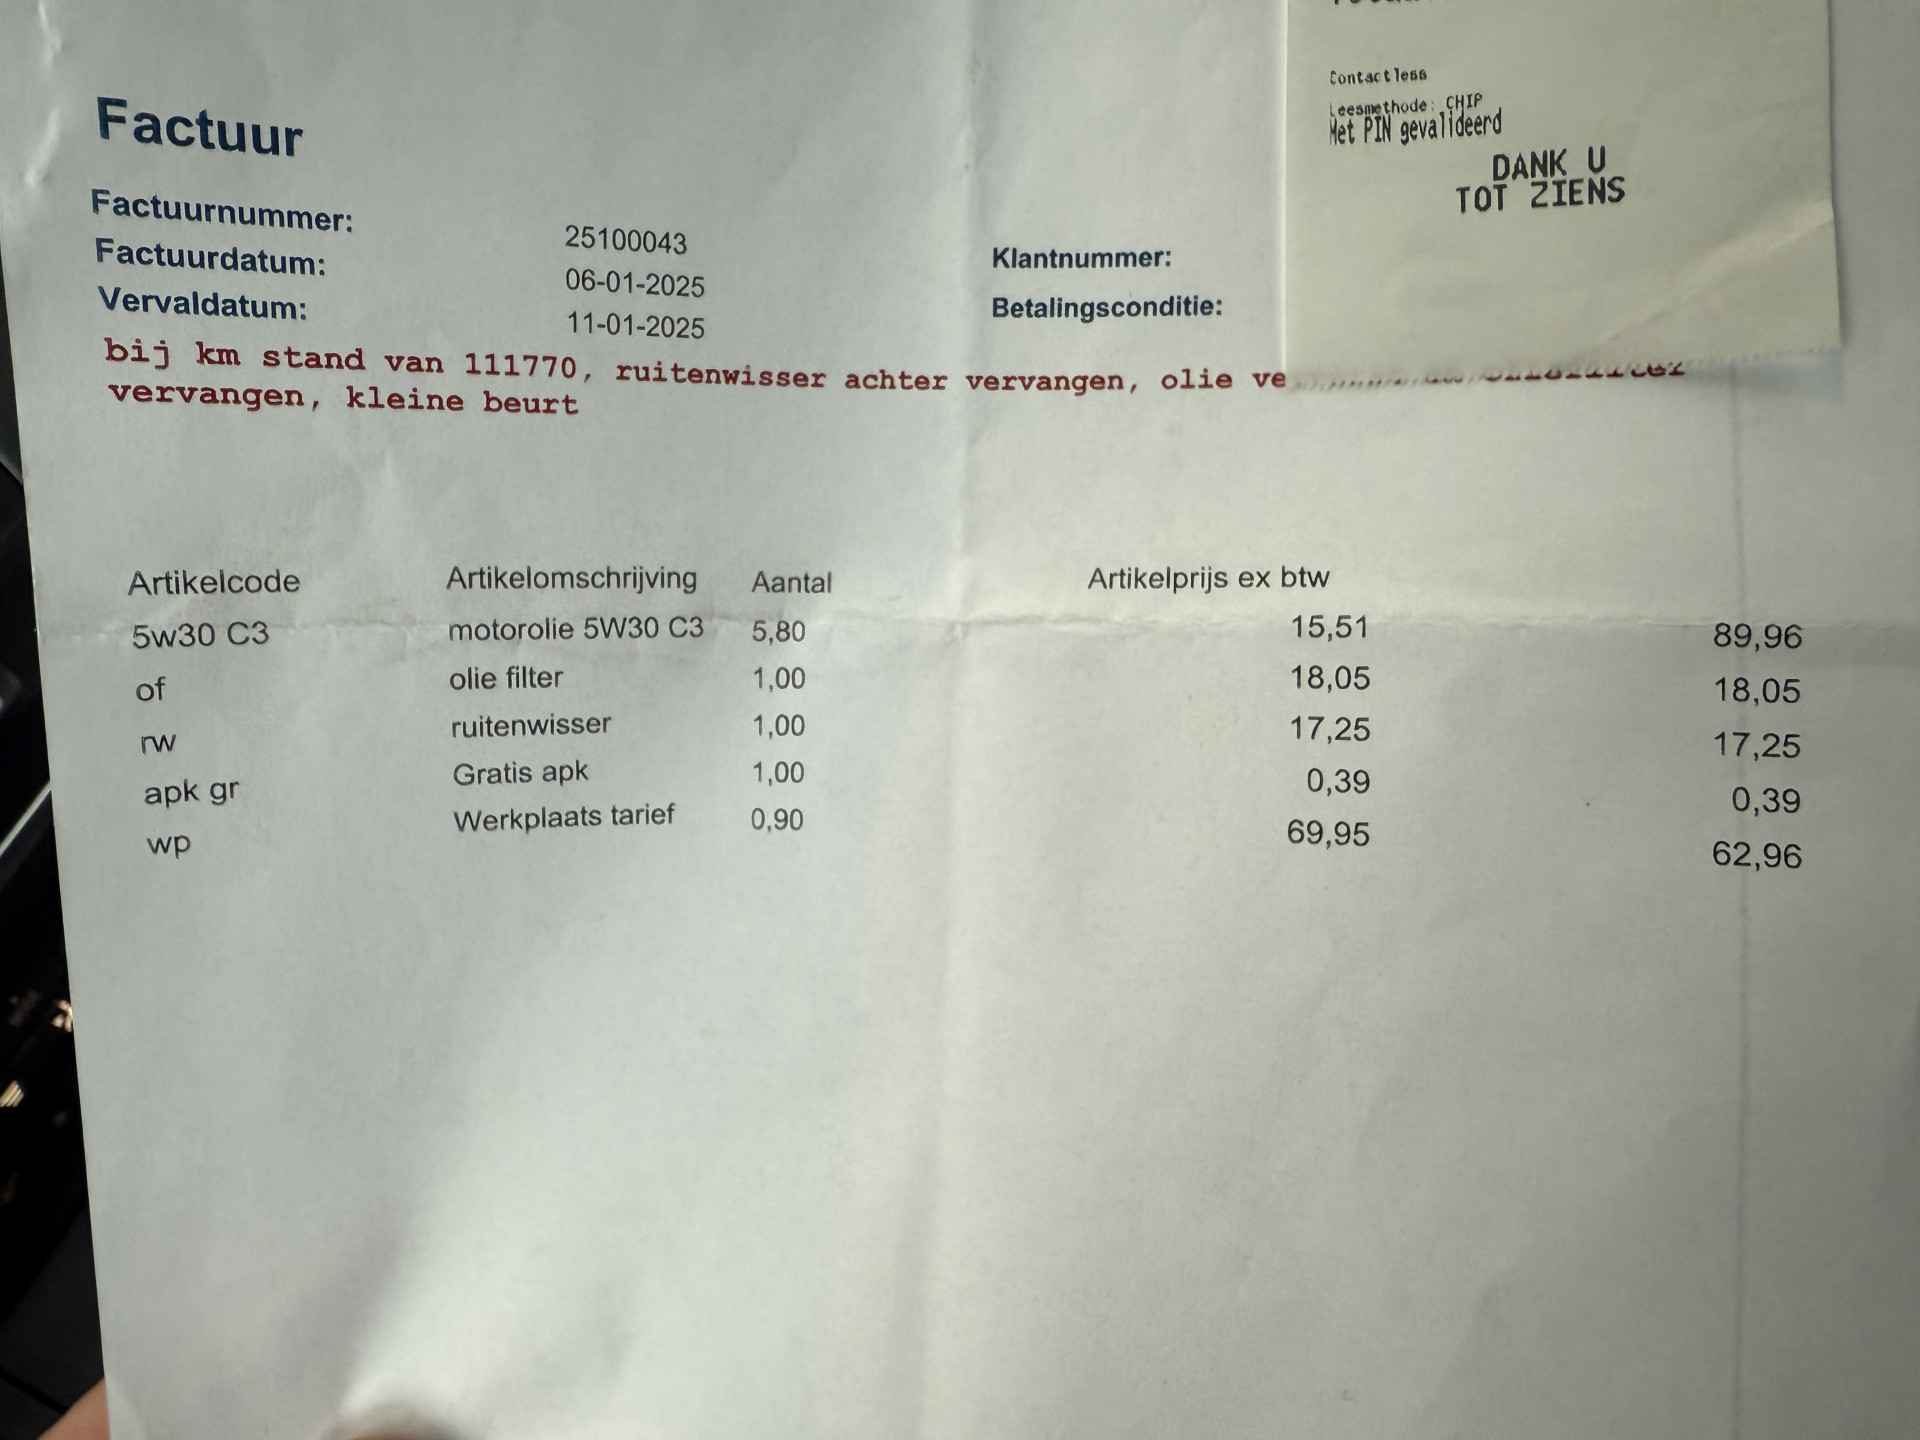 Contactless
Leesmethode: CHIP
Met PIN gevalideerd
DANK U
TOT ZIENS
Factuur
Factuurnummer: 25100043
Factuurdatum: 06-01-2025
Vervaldatum: 11-01-2025
Klantnummer:
Betalingsconditie:
bij km stand van 111770, ruitenwisser achter vervangen, olie ve
vervangen, kleine beurt
Artikelcode Artikelomschrijving Aantal Artikelprijs ex btw
5w30 C3 motorolie 5W30 C3 5,80 15,51 89,96
of olie filter 1,00 18,05 18,05
rw ruitenwisser 1,00 17,25 17,25
apk gr Gratis apk 1,00 0,39 0,39
wp Werkplaats tarief 0,90 69,95 62,96